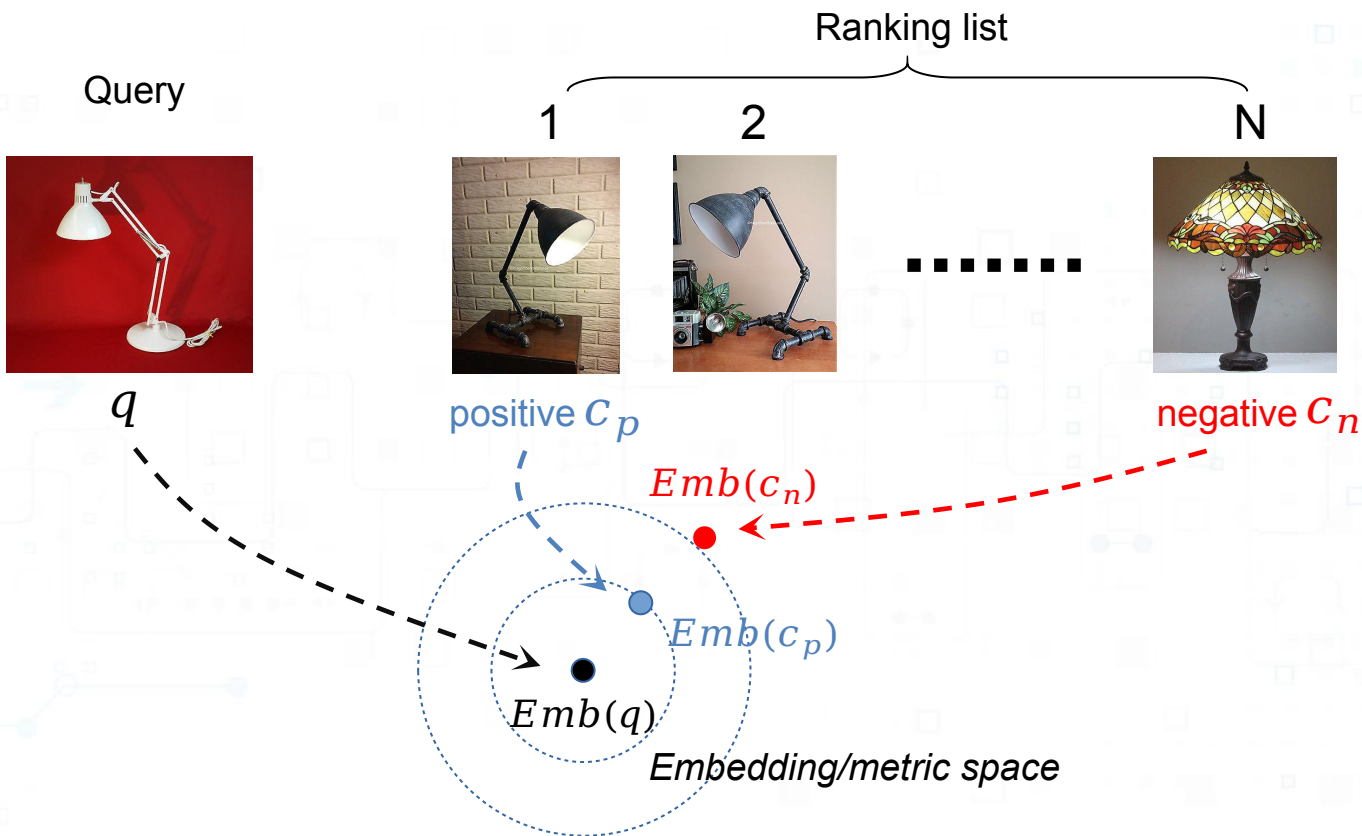 Ranking list
Query
1 2 N
q
positive c_p
negative c_n
Emb(c_n)
Emb(c_p)
Emb(q)
Embedding/metric space